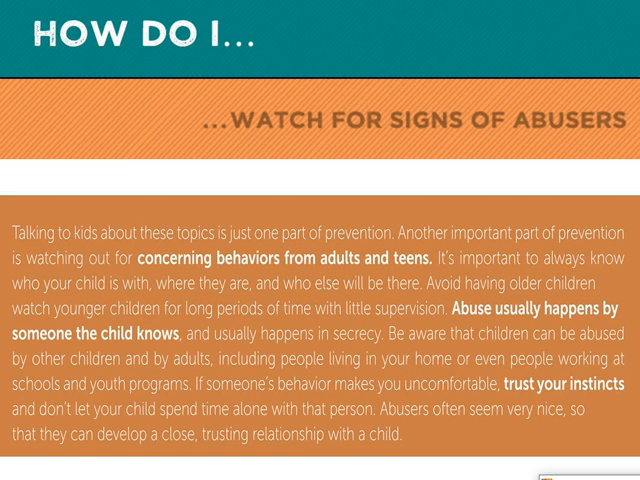 HOW DO I...
...WATCH FOR SIGNS OF ABUSERS
Talking to kids about these topics is just one part of prevention. Another important part of prevention
is watching out for concerning behaviors from adults and teens. It's important to always know
who your child is with, where they are, and who else will be there. Avoid having older children
watch younger children for long periods of time with little supervision. Abuse usually happens by
someone the child knows, and usually happens in secrecy. Be aware that children can be abused
by other children and by adults, including people living in your home or even people working at
schools and youth programs. If someone's behavior makes you uncomfortable, trust your instincts
and don't let your child spend time alone with that person. Abusers often seem very nice, so
that they can develop a close, trusting relationship with a child.